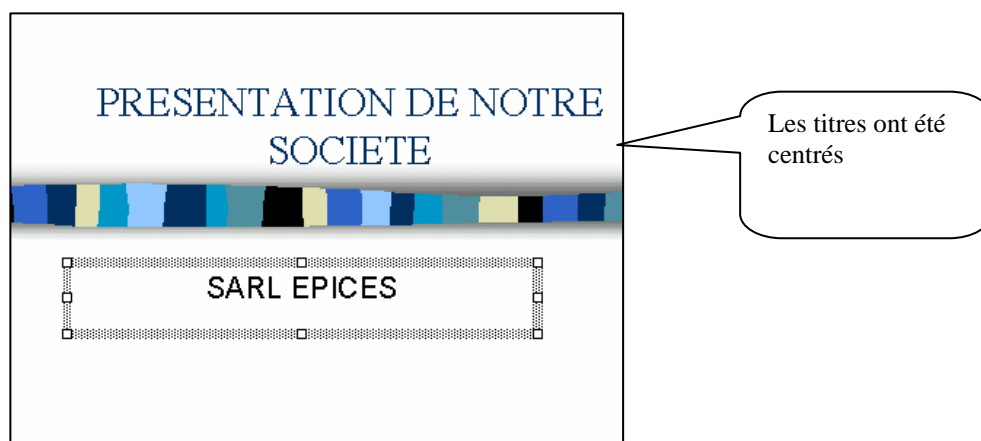 PRESENTATION DE NOTRE
SOCIETE
Les titres ont été
centrés
SARL EPICES